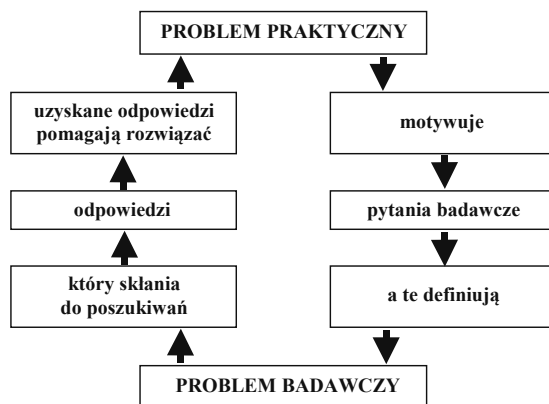 PROBLEM PRAKTYCZNY
motywuje
pytania badawcze
a te definiują
PROBLEM BADAWCZY
który skłania
do poszukiwań
odpowiedzi
uzyskane odpowiedzi
pomagają rozwiązać